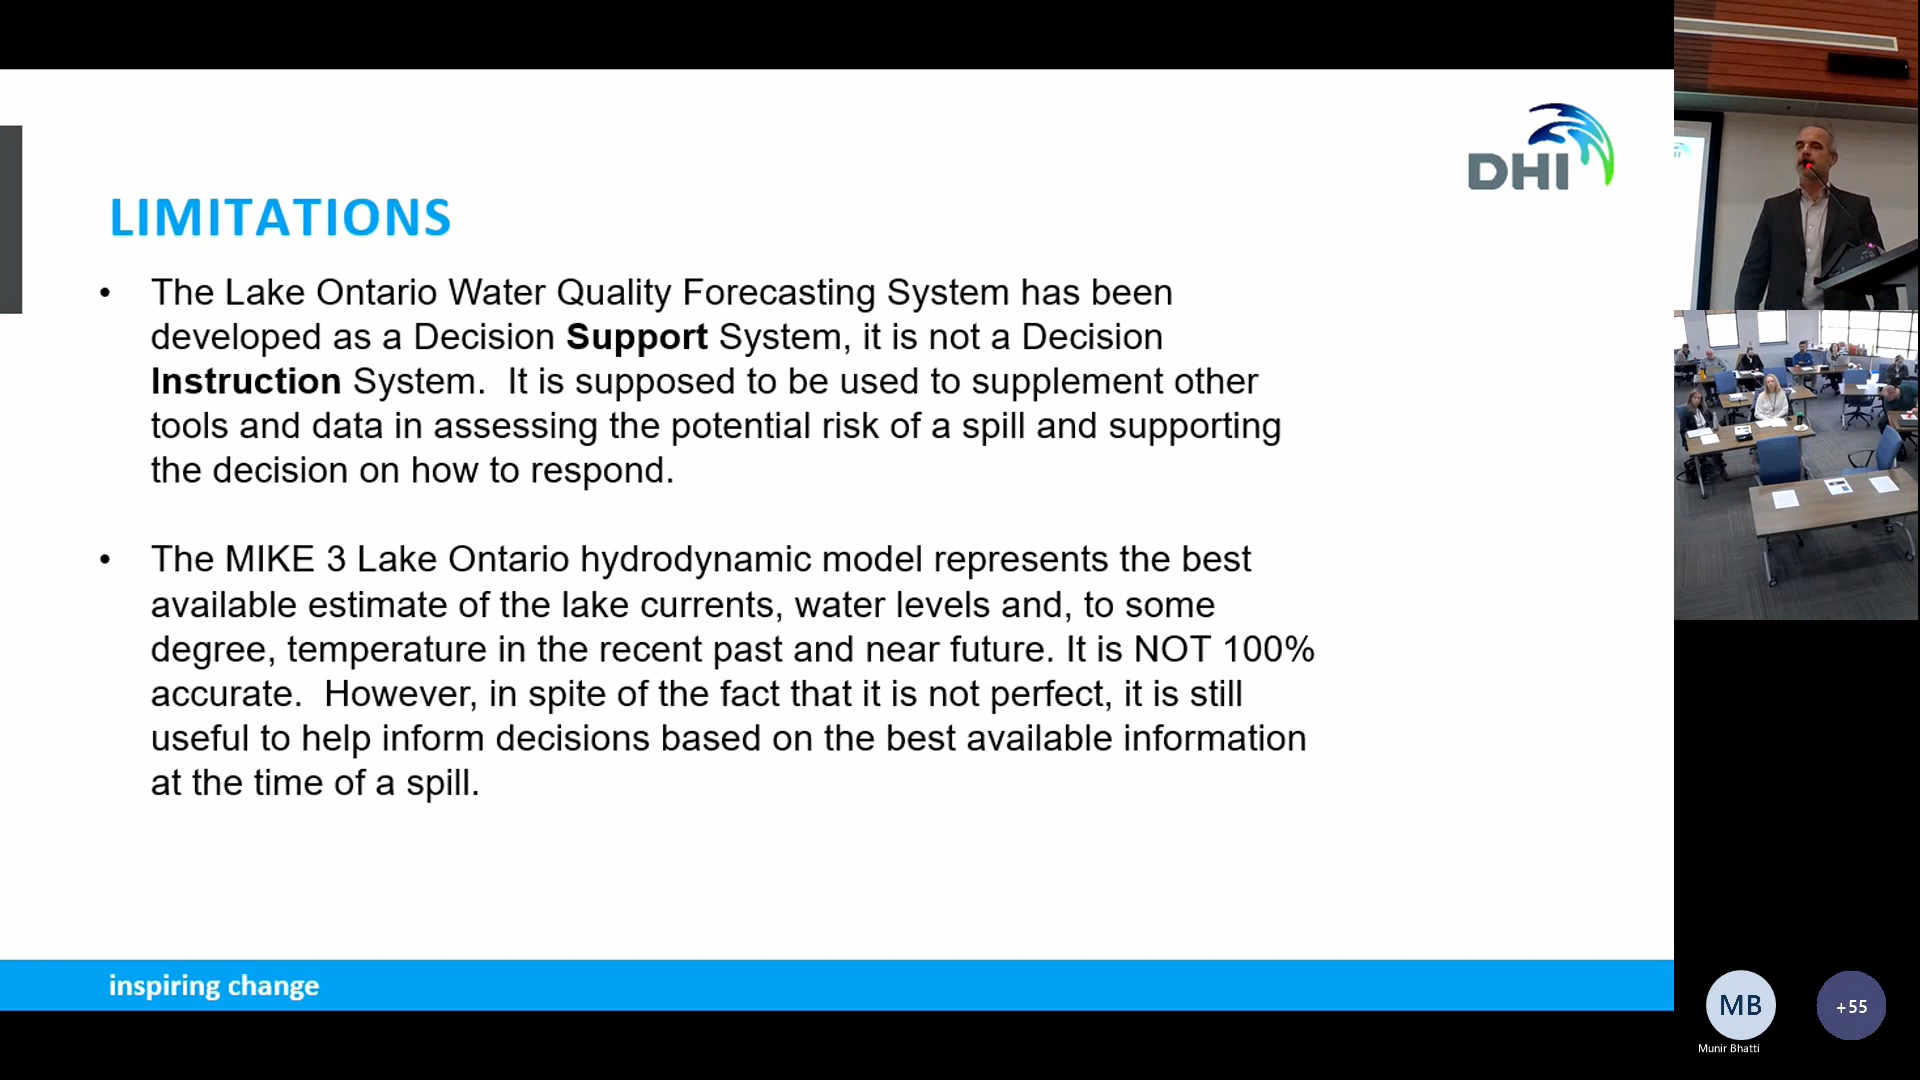 DHI
LIMITATIONS
• The Lake Ontario Water Quality Forecasting System has been
developed as a Decision Support System, it is not a Decision
Instruction System.  It is supposed to be used to supplement other
tools and data in assessing the potential risk of a spill and supporting
the decision on how to respond.
• The MIKE 3 Lake Ontario hydrodynamic model represents the best
available estimate of the lake currents, water levels and, to some
degree, temperature in the recent past and near future. It is NOT 100%
accurate.  However, in spite of the fact that it is not perfect, it is still
useful to help inform decisions based on the best available information
at the time of a spill.
inspiring change
MB
+55
Munir Bhatti